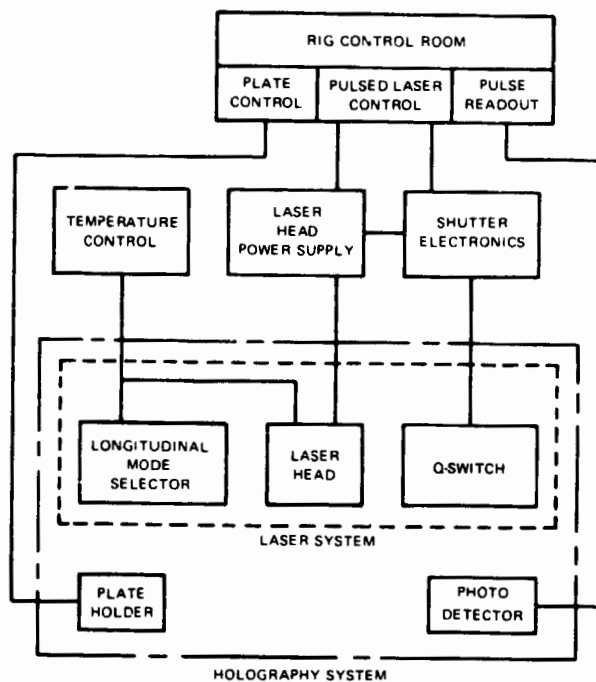 RIG CONTROL ROOM
PLATE CONTROL
PULSED LASER CONTROL
PULSE READOUT
TEMPERATURE CONTROL
LASER HEAD POWER SUPPLY
SHUTTER ELECTRONICS
LONGITUDINAL MODE SELECTOR
LASER HEAD
Q-SWITCH
LASER SYSTEM
PLATE HOLDER
PHOTO DETECTOR
HOLOGRAPHY SYSTEM